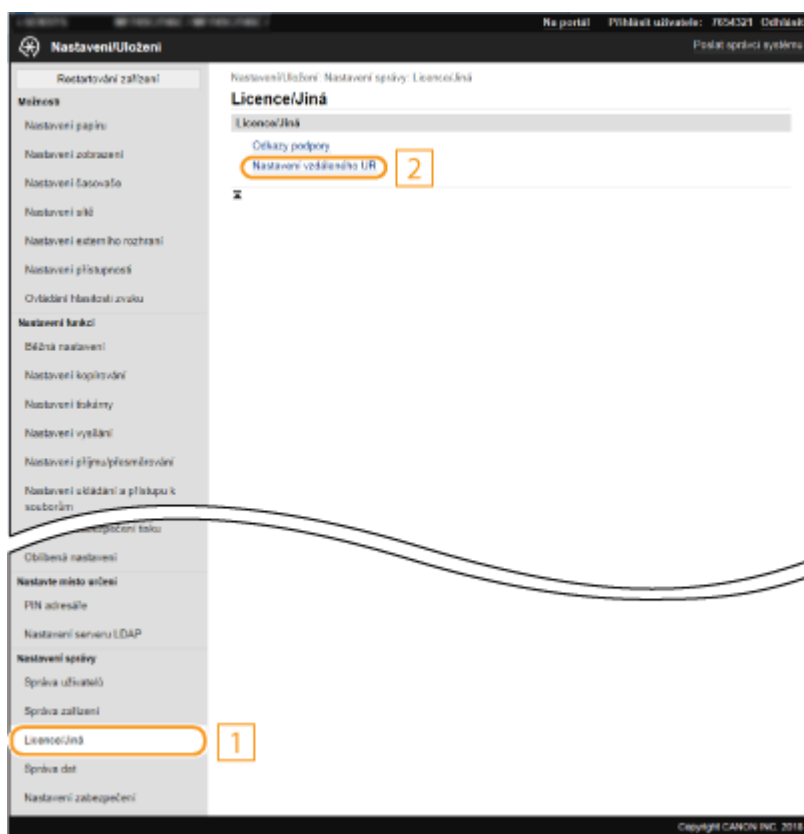 Na portál Přihlásit uživatele: 7654321 Odhlásit
Nastavení/Uložení
Poslat správci systému
Restartování zařízení
Nastavení/Uložení: Nastavení správy: Licence/Jiná
Možnosti
Licence/Jiná
Nastavení papíru
Licence/Jiná
Odkazy podpory
Nastavení zobrazení
Nastavení vzdáleného UR
2
Nastavení časovače
Nastavení sítě
Nastavení externího rozhraní
Nastavení přístupnosti
Ovládání hlasitosti zvuku
Nastavení funkcí
Běžná nastavení
Nastavení kopírování
Nastavení tiskárny
Nastavení vysílání
Nastavení příjmu/přesměrování
Nastavení ukládání a přístupu k
souborům
tisku
Oblíbená nastavení
Nastavte místo určení
PIN adresáře
Nastavení serveru LDAP
Nastavení správy
Správa uživatelů
Správa zařízení
Licence/Jiná
1
Správa dat
Nastavení zabezpečení
Copyright CANON INC. 2018